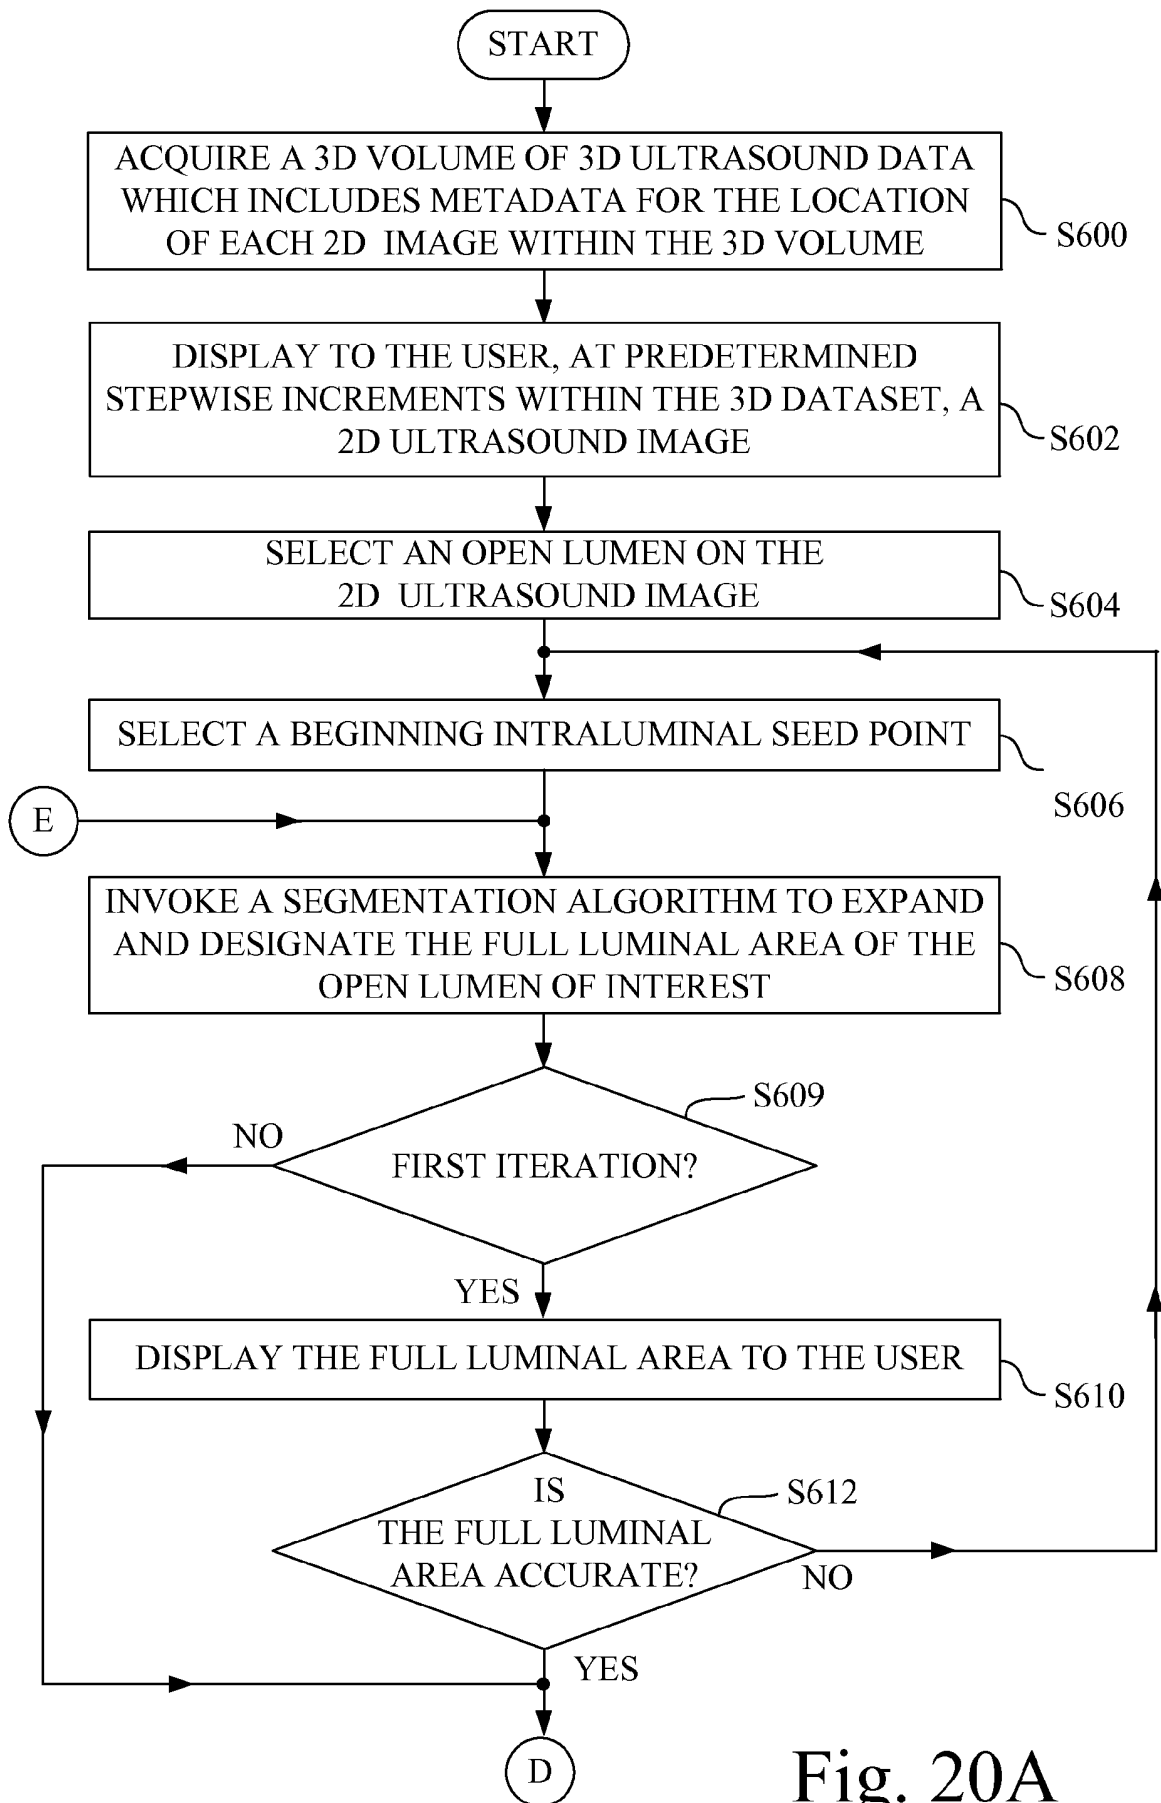 START
ACQUIRE A 3D VOLUME OF 3D ULTRASOUND DATA
WHICH INCLUDES METADATA FOR THE LOCATION
OF EACH 2D IMAGE WITHIN THE 3D VOLUME
S600
DISPLAY TO THE USER, AT PREDETERMINED
STEPWISE INCREMENTS WITHIN THE 3D DATASET, A
2D ULTRASOUND IMAGE
S602
SELECT AN OPEN LUMEN ON THE
2D ULTRASOUND IMAGE
S604
SELECT A BEGINNING INTRALUMINAL SEED POINT
S606
E
INVOKE A SEGMENTATION ALGORITHM TO EXPAND
AND DESIGNATE THE FULL LUMINAL AREA OF THE
OPEN LUMEN OF INTEREST
S608
S609
NO
FIRST ITERATION?
YES
DISPLAY THE FULL LUMINAL AREA TO THE USER
S610
IS
THE FULL LUMINAL
AREA ACCURATE?
S612
NO
YES
D
Fig. 20A